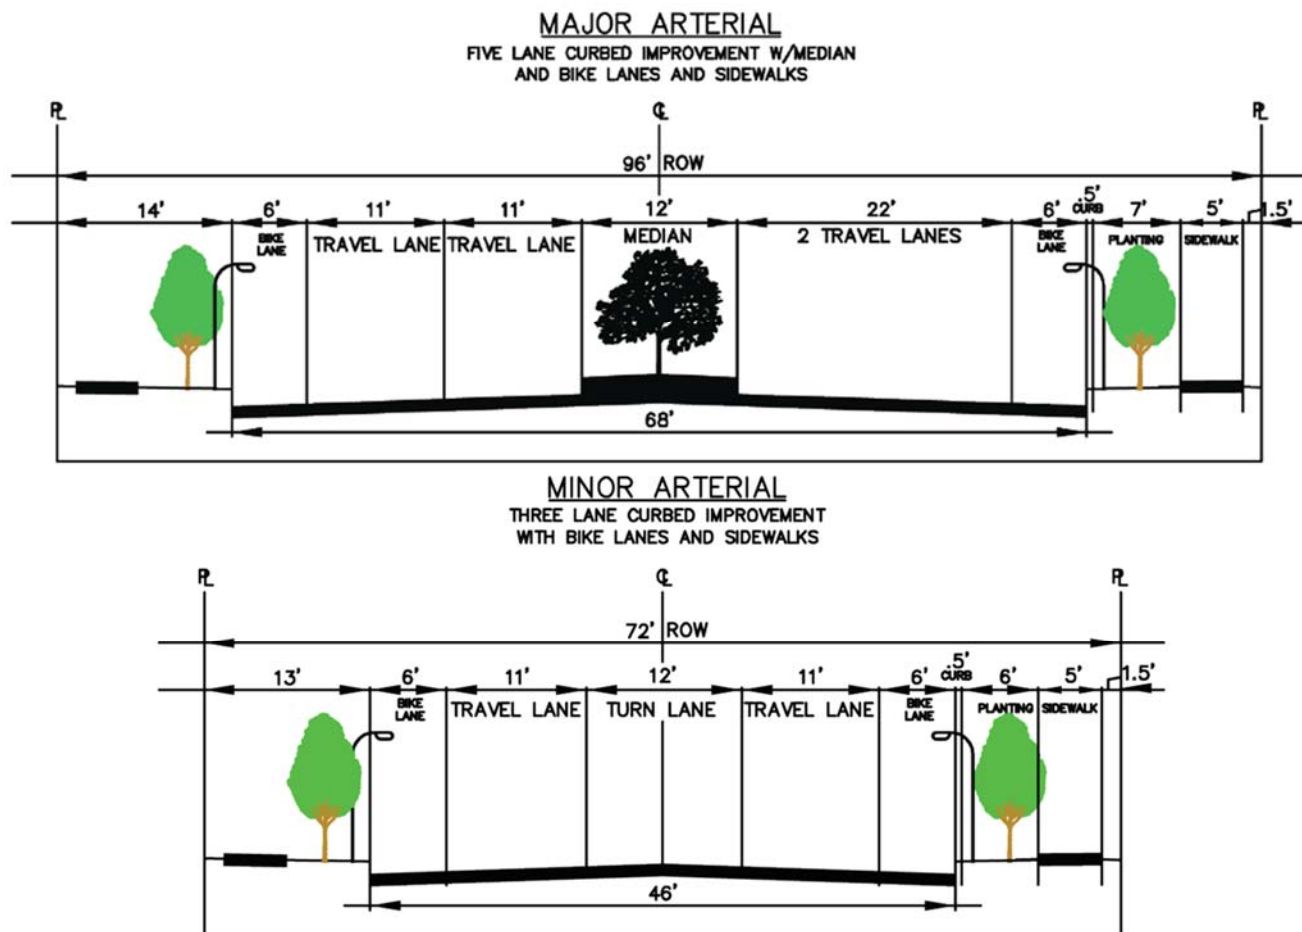 MAJOR ARTERIAL
FIVE LANE CURBED IMPROVEMENT W/MEDIAN
AND BIKE LANES AND SIDEWALKS
PL CL PL
96' ROW
14' 6' 11' 11' 12' 22' 6' .5' CURB 7' 5' 1.5'
BIKE LANE TRAVEL LANE TRAVEL LANE MEDIAN 2 TRAVEL LANES BIKE LANE PLANTING SIDEWALK
68'
MINOR ARTERIAL
THREE LANE CURBED IMPROVEMENT
WITH BIKE LANES AND SIDEWALKS
PL CL PL
72' ROW
13' 6' 11' 12' 11' 6' .5' CURB 6' 5' 1.5'
BIKE LANE TRAVEL LANE TURN LANE TRAVEL LANE BIKE LANE PLANTING SIDEWALK
46'